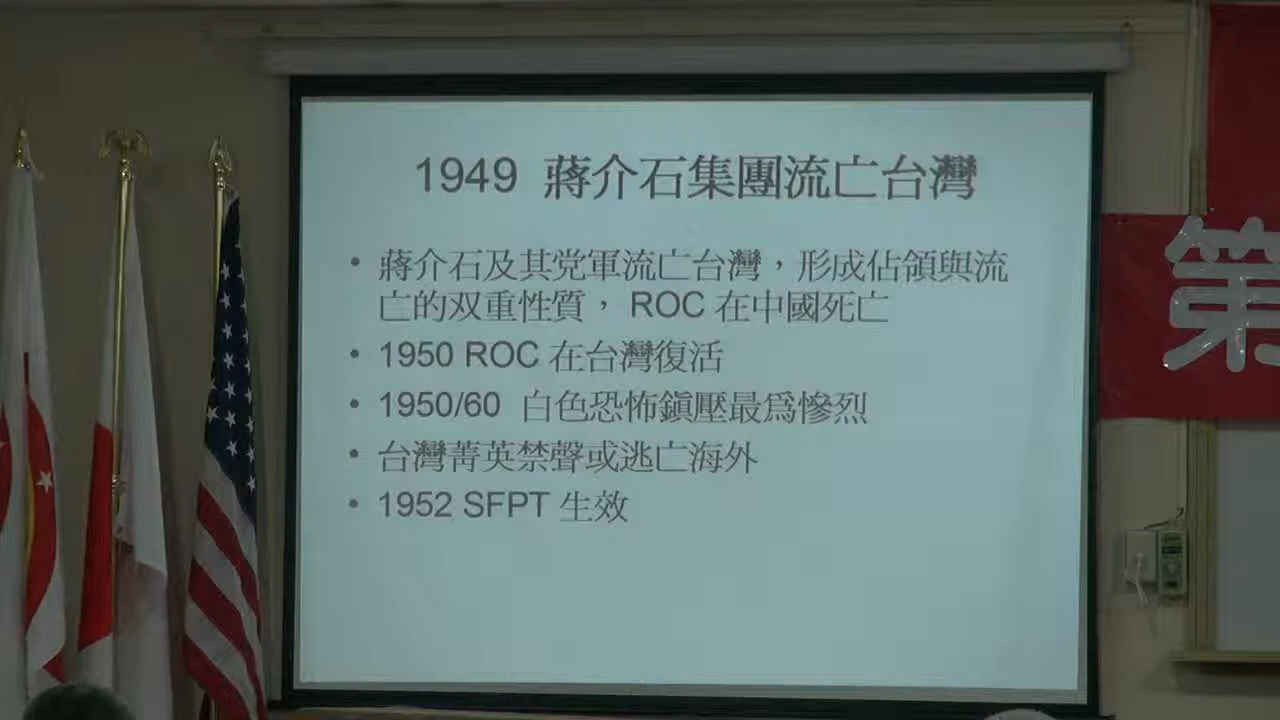 1949 蔣介石集團流亡台灣
• 蔣介石及其党軍流亡台灣，形成佔領與流
亡的双重性質， ROC 在中國死亡
• 1950 ROC 在台灣復活
• 1950/60 白色恐怖鎮壓最爲慘烈
• 台灣菁英禁聲或逃亡海外
• 1952 SFPT 生效
第